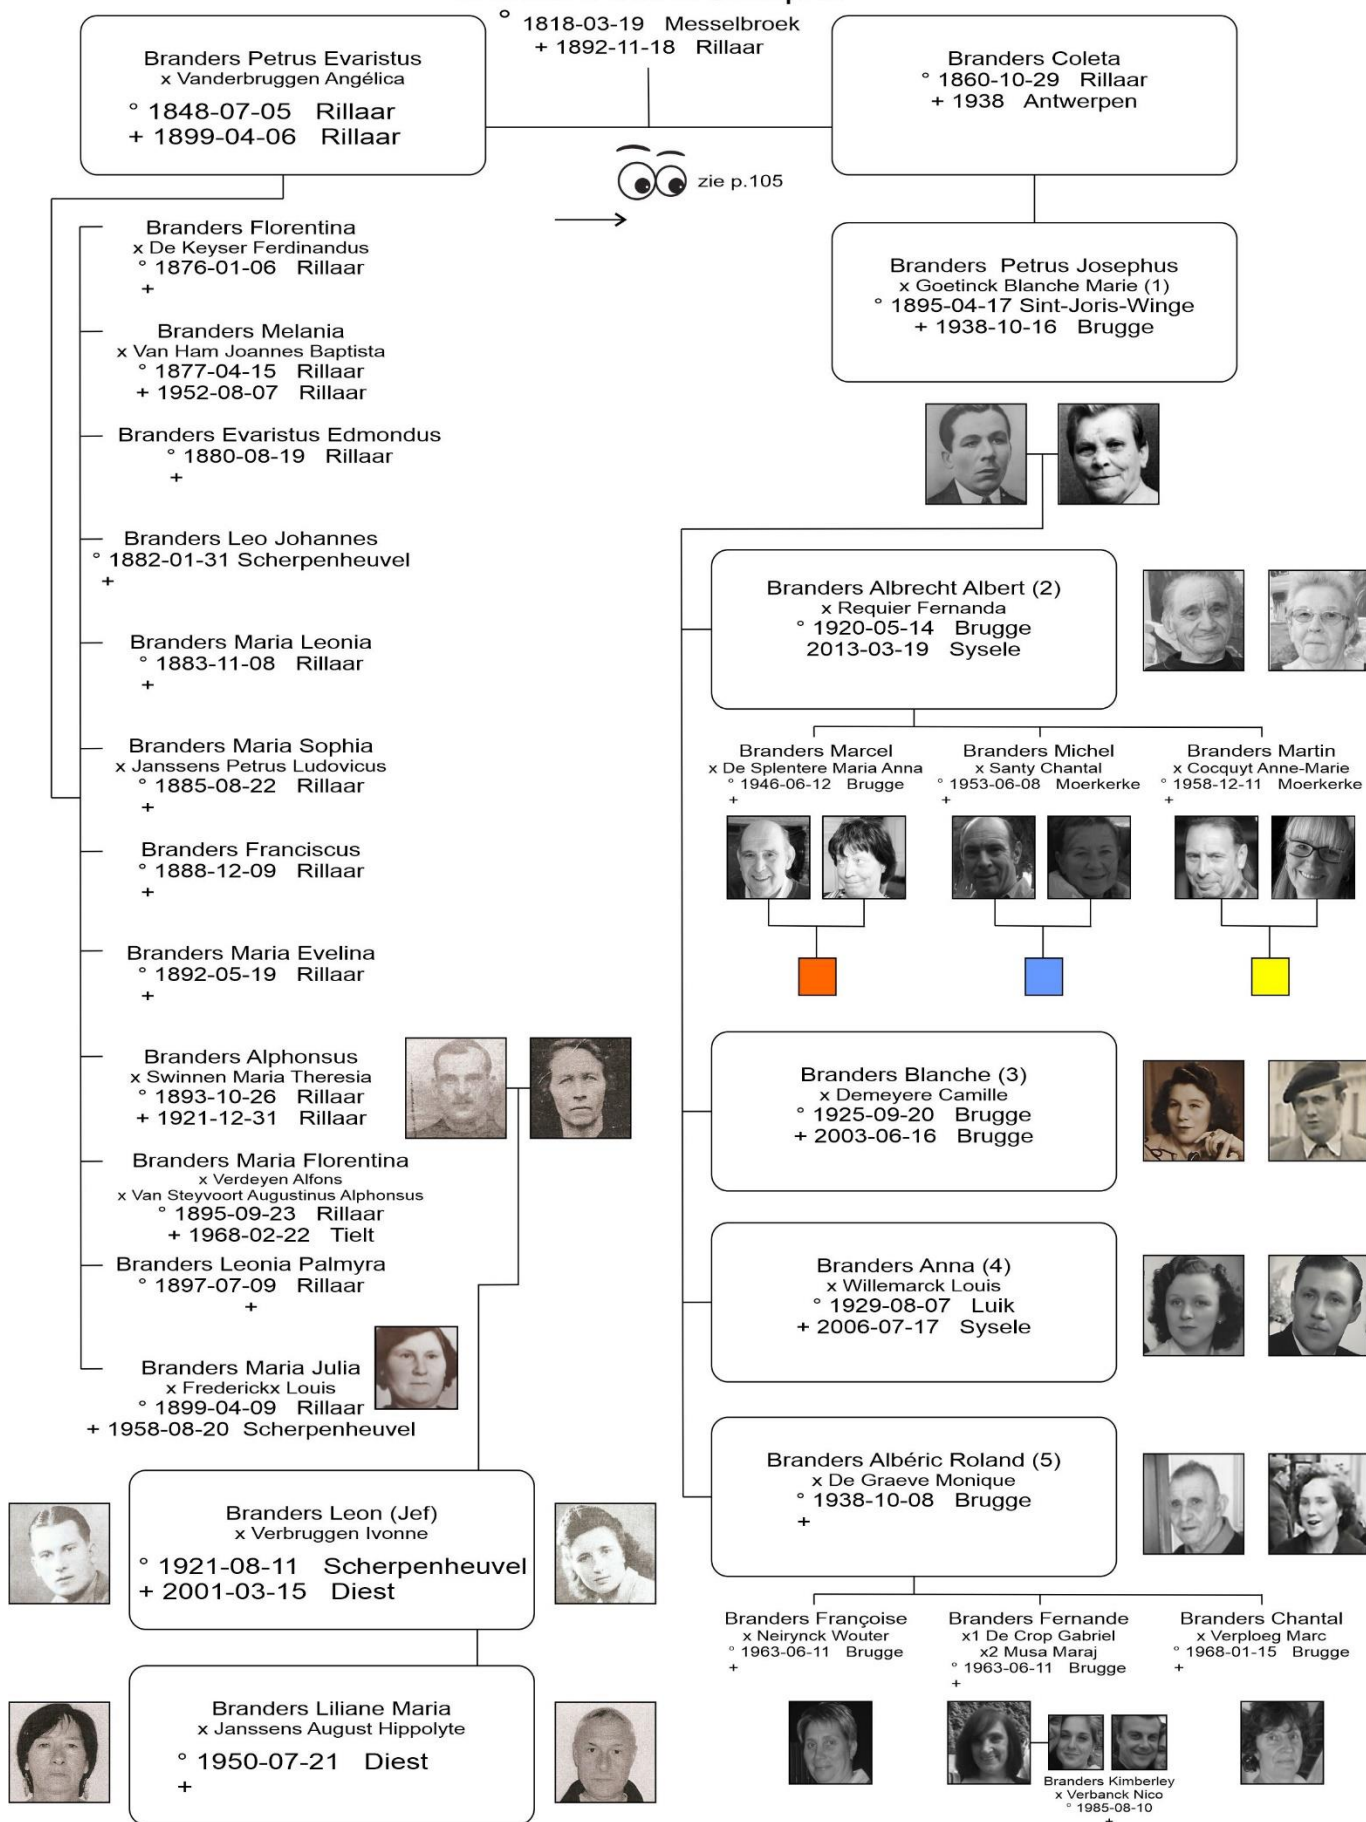 ° 1818-03-19 Messelbroek
+ 1892-11-18 Rillaar
Branders Petrus Evaristus
x Vanderbruggen Angélica
° 1848-07-05 Rillaar
+ 1899-04-06 Rillaar
Branders Coleta
° 1860-10-29 Rillaar
+ 1938 Antwerpen
zie p.105
Branders Florentina
x De Keyser Ferdinandus
° 1876-01-06 Rillaar
+
Branders Melania
x Van Ham Joannes Baptista
° 1877-04-15 Rillaar
+ 1952-08-07 Rillaar
Branders Evaristus Edmondus
° 1880-08-19 Rillaar
+
Branders Leo Johannes
° 1882-01-31 Scherpenheuvel
+
Branders Maria Leonia
° 1883-11-08 Rillaar
+
Branders Maria Sophia
x Janssens Petrus Ludovicus
° 1885-08-22 Rillaar
+
Branders Franciscus
° 1888-12-09 Rillaar
+
Branders Maria Evelina
° 1892-05-19 Rillaar
+
Branders Alphonsus
x Swinnen Maria Theresia
° 1893-10-26 Rillaar
+ 1921-12-31 Rillaar
Branders Maria Florentina
x Verdeyen Alfons
x Van Steyvoort Augustinus Alphonsus
° 1895-09-23 Rillaar
+ 1968-02-22 Tielt
Branders Leonia Palmyra
° 1897-07-09 Rillaar
+
Branders Maria Julia
x Frederickx Louis
° 1899-04-09 Rillaar
+ 1958-08-20 Scherpenheuvel
Branders Leon (Jef)
x Verbruggen Ivonne
° 1921-08-11 Scherpenheuvel
+ 2001-03-15 Diest
Branders Liliane Maria
x Janssens August Hippolyte
° 1950-07-21 Diest
+
Branders Petrus Josephus
x Goetinck Blanche Marie (1)
° 1895-04-17 Sint-Joris-Winge
+ 1938-10-16 Brugge
Branders Albrecht Albert (2)
x Requier Fernanda
° 1920-05-14 Brugge
2013-03-19 Sysele
Branders Marcel
x De Splentere Maria Anna
° 1946-06-12 Brugge
+
Branders Michel
x Santy Chantal
° 1953-06-08 Moerkerke
+
Branders Martin
x Cocquyt Anne-Marie
° 1958-12-11 Moerkerke
+
Branders Blanche (3)
x Demeyere Camille
° 1925-09-20 Brugge
+ 2003-06-16 Brugge
Branders Anna (4)
x Willemarck Louis
° 1929-08-07 Luik
+ 2006-07-17 Sysele
Branders Albéric Roland (5)
x De Graeve Monique
° 1938-10-08 Brugge
+
Branders Françoise
x Neirynck Wouter
° 1963-06-11 Brugge
+
Branders Fernande
x1 De Crop Gabriel
x2 Musa Maraj
° 1963-06-11 Brugge
+
Branders Chantal
x Verploeg Marc
° 1968-01-15 Brugge
+
Branders Kimberley
x Verbanck Nico
° 1985-08-10
+